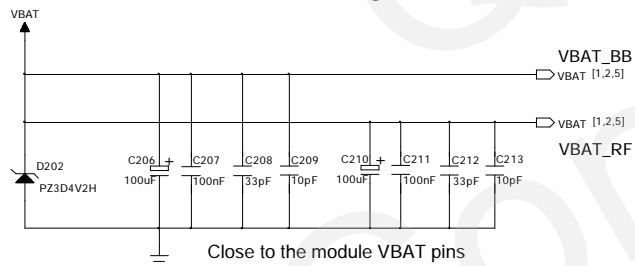 VBAT
VBAT_BB
VBAT [1,2,5]
VBAT [1,2,5]
VBAT_RF
D202
PZ3D4V2H
C206 + C207 C208 C209 C210 + C211 C212 C213
100uF 100nF 33pF 10pF 100uF 100nF 33pF 10pF
Close to the module VBAT pins